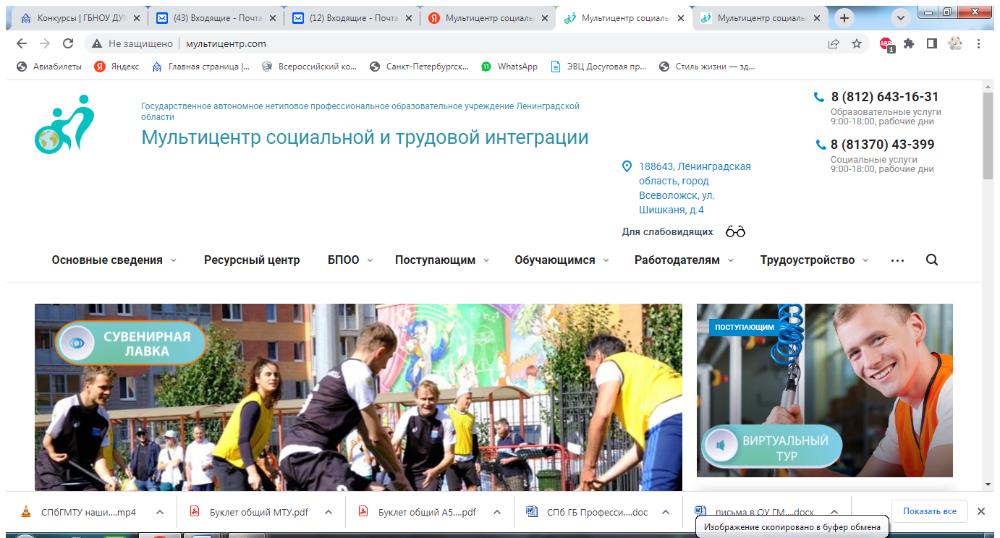 Конкурсы | ГБНОУ ДУМ
(43) Входящие - Почта
(12) Входящие - Почта
Мультицентр социальн
Мультицентр социальн
Мультицентр социальн
Не защищено
мультицентр.com
ABP
1
Авиабилеты
Яндекс
Главная страница |...
Всероссийский ко...
Санкт-Петербургск...
11
WhatsApp
ЭВЦ Досуговая пр...
Стиль жизни — зд...
Государственное автономное нетиповое профессиональное образовательное учреждение Ленинградской
области
Мультицентр социальной и трудовой интеграции
8 (812) 643-16-31
Образовательные услуги
9:00-18:00, рабочие дни
8 (81370) 43-399
Социальные услуги
9:00-18:00, рабочие дни
188643, Ленинградская
область, город
Всеволожск, ул.
Шишканя, д.4
Для слабовидящих
Основные сведения
Ресурсный центр
БПОО
Поступающим
Обучающимся
Работодателям
Трудоустройство
СУВЕНИРНАЯ
ЛАВКА
ПОСТУПАЮЩИМ
ВИРТУАЛЬНЫЙ
ТУР
СПбГМТУ наши....mp4
Буклет общий МТУ.pdf
Буклет общий А5....pdf
СПб ГБ Професси....doc
письма в ОУ ГМ....docx
Показать все
Изображение скопировано в буфер обмена